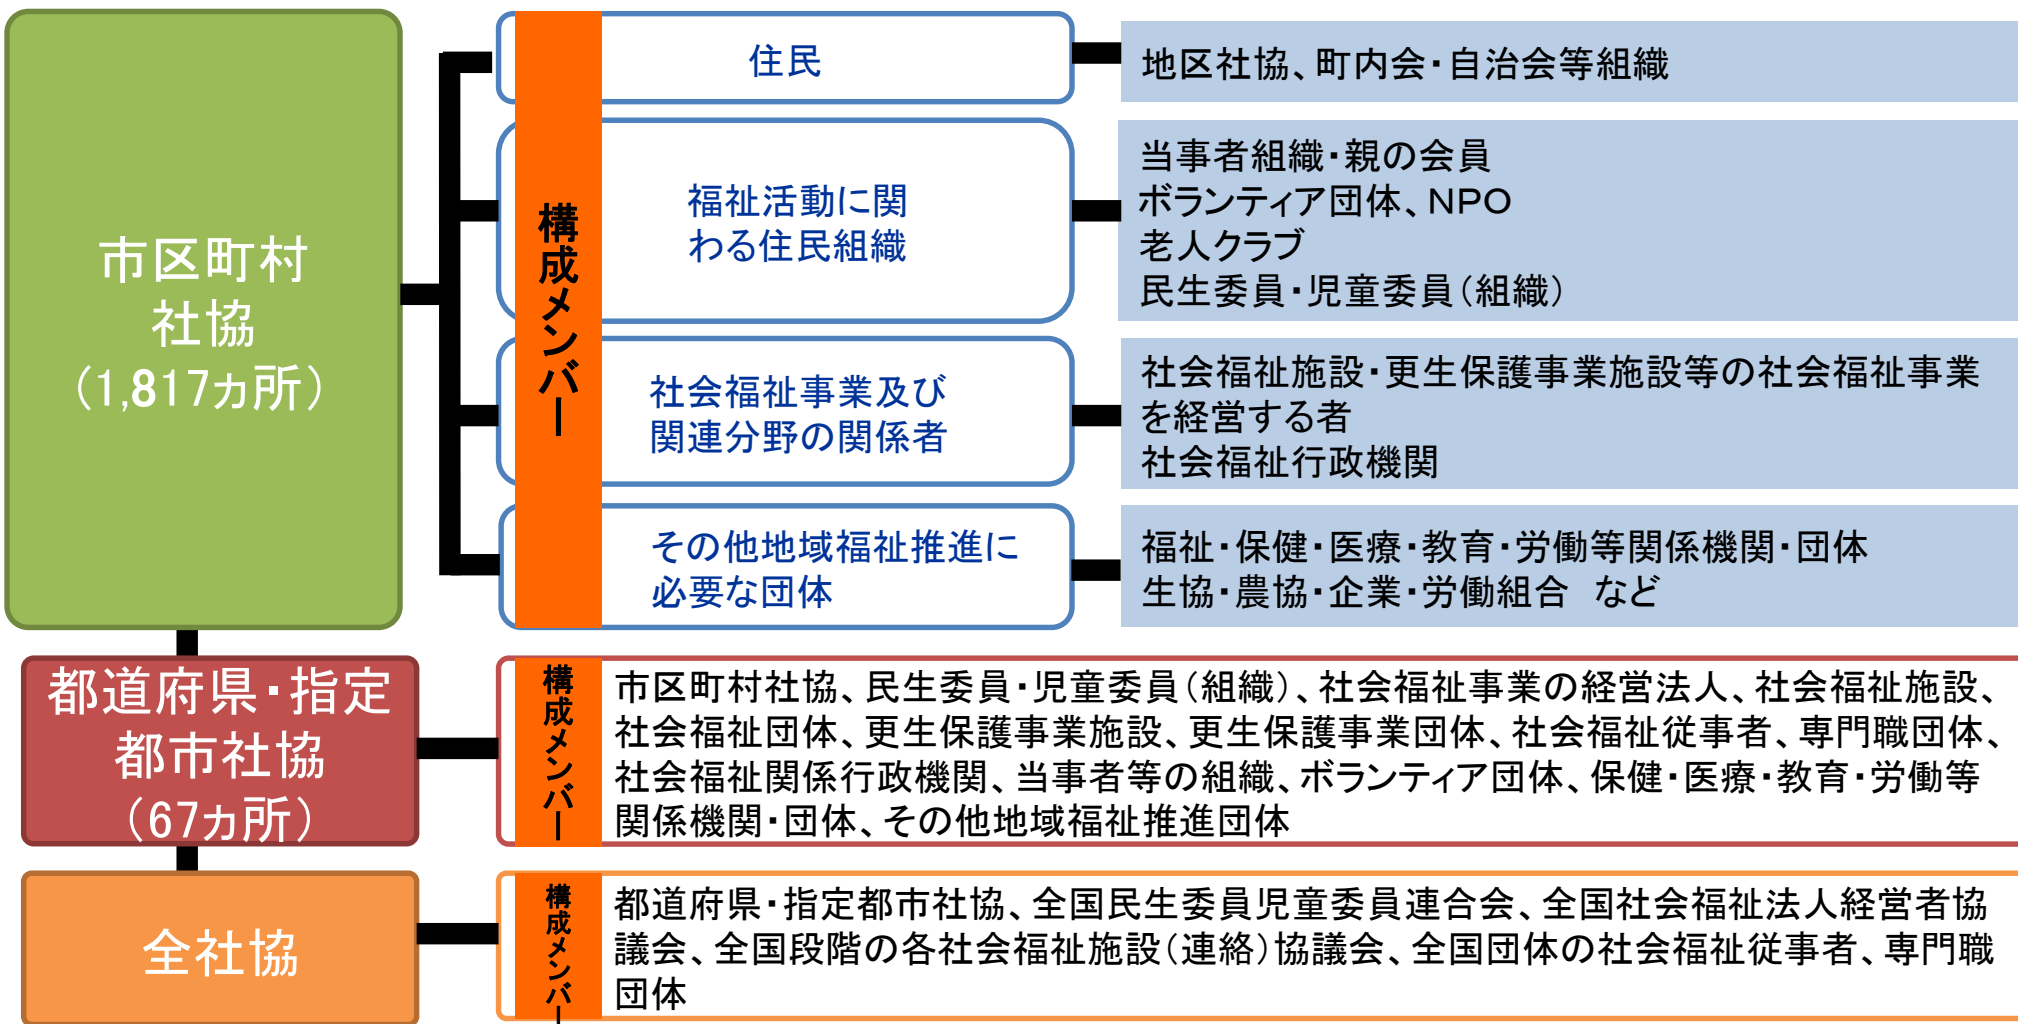 市区町村
社協
（1,817ヵ所）
構成メンバー
住民
地区社協、町内会・自治会等組織
福祉活動に関
わる住民組織
当事者組織・親の会員
ボランティア団体、NPO
老人クラブ
民生委員・児童委員（組織）
社会福祉事業及び
関連分野の関係者
社会福祉施設・更生保護事業施設等の社会福祉事業
を経営する者
社会福祉行政機関
その他地域福祉推進に
必要な団体
福祉・保健・医療・教育・労働等関係機関・団体
生協・農協・企業・労働組合　など
都道府県・指定
都市社協
（67ヵ所）
構成メンバー
市区町村社協、民生委員・児童委員（組織）、社会福祉事業の経営法人、社会福祉施設、
社会福祉団体、更生保護事業施設、更生保護事業団体、社会福祉従事者、専門職団体、
社会福祉関係行政機関、当事者等の組織、ボランティア団体、保健・医療・教育・労働等
関係機関・団体、その他地域福祉推進団体
全社協
構成メンバー
都道府県・指定都市社協、全国民生委員児童委員連合会、全国社会福祉法人経営者協
議会、全国段階の各社会福祉施設（連絡）協議会、全国団体の社会福祉従事者、専門職
団体